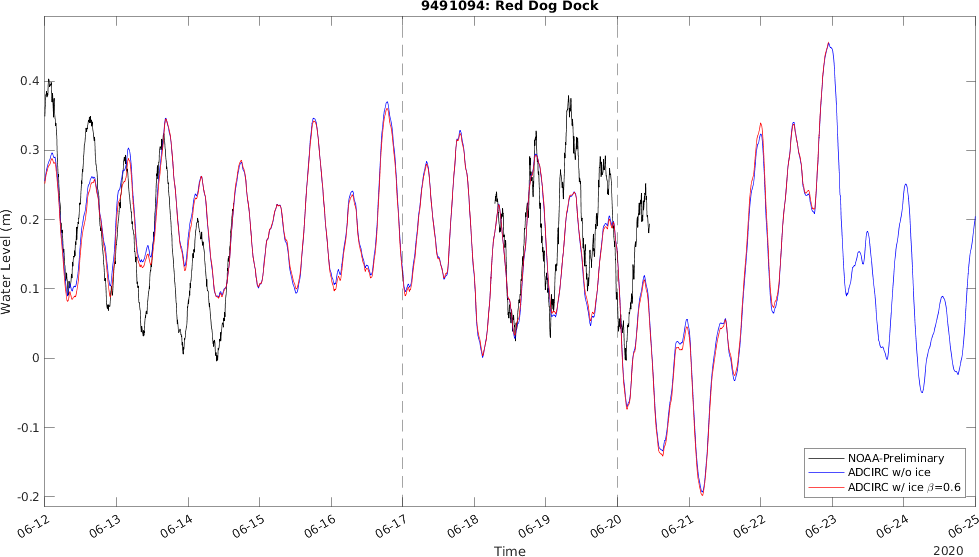 9491094: Red Dog Dock
Water Level (m)
0.4
0.3
0.2
0.1
0
-0.1
-0.2
NOAA-Preliminary
ADCIRC w/o ice
ADCIRC w/ ice β=0.6
06-12 06-13 06-14 06-15 06-16 06-17 06-18 06-19 06-20 06-21 06-22 06-23 06-24 06-25
Time
2020